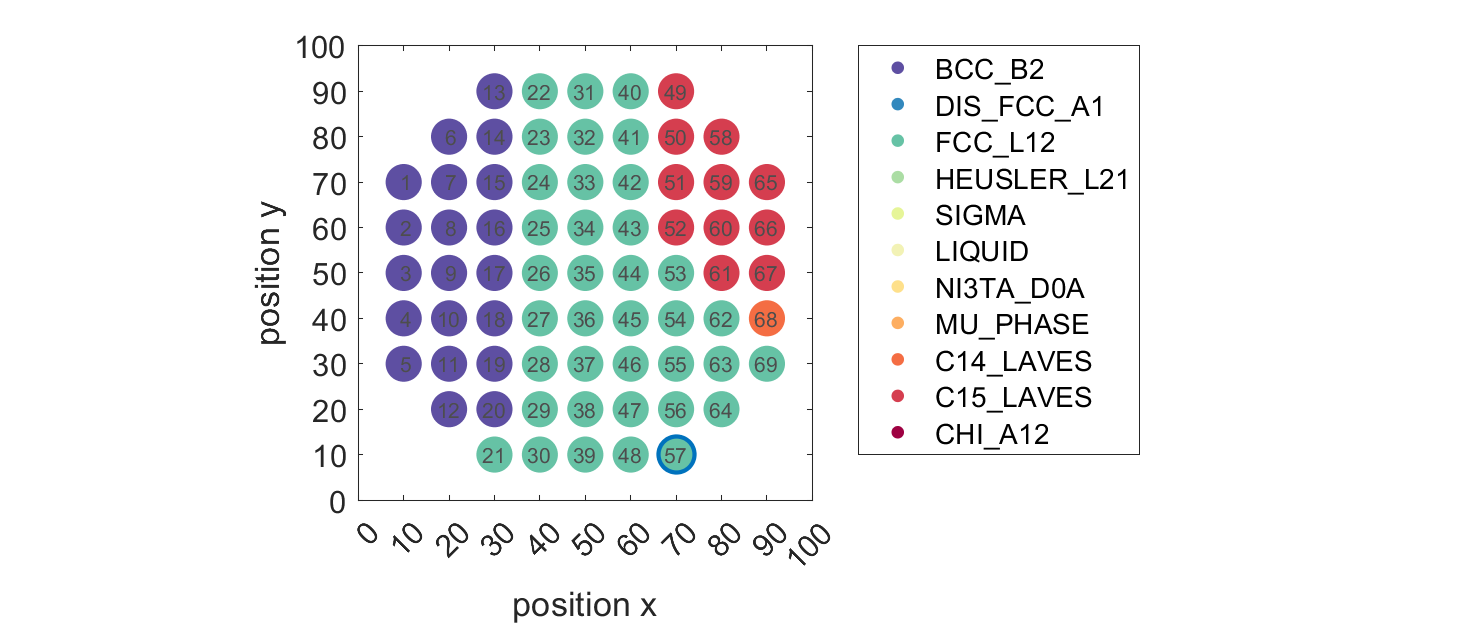 100
90 13 22 31 40 49
80 6 14 23 32 41 50 58
70 1 7 15 24 33 42 51 59 65
60 2 8 16 25 34 43 52 60 66
50 3 9 17 26 35 44 53 61 67
40 4 10 18 27 36 45 54 62 68
30 5 11 19 28 37 46 55 63 69
20 12 20 29 38 47 56 64
10 21 30 39 48 57
0
0 10 20 30 40 50 60 70 80 90 100
position x
position y
BCC_B2
DIS_FCC_A1
FCC_L12
HEUSLER_L21
SIGMA
LIQUID
NI3TA_D0A
MU_PHASE
C14_LAVES
C15_LAVES
CHI_A12